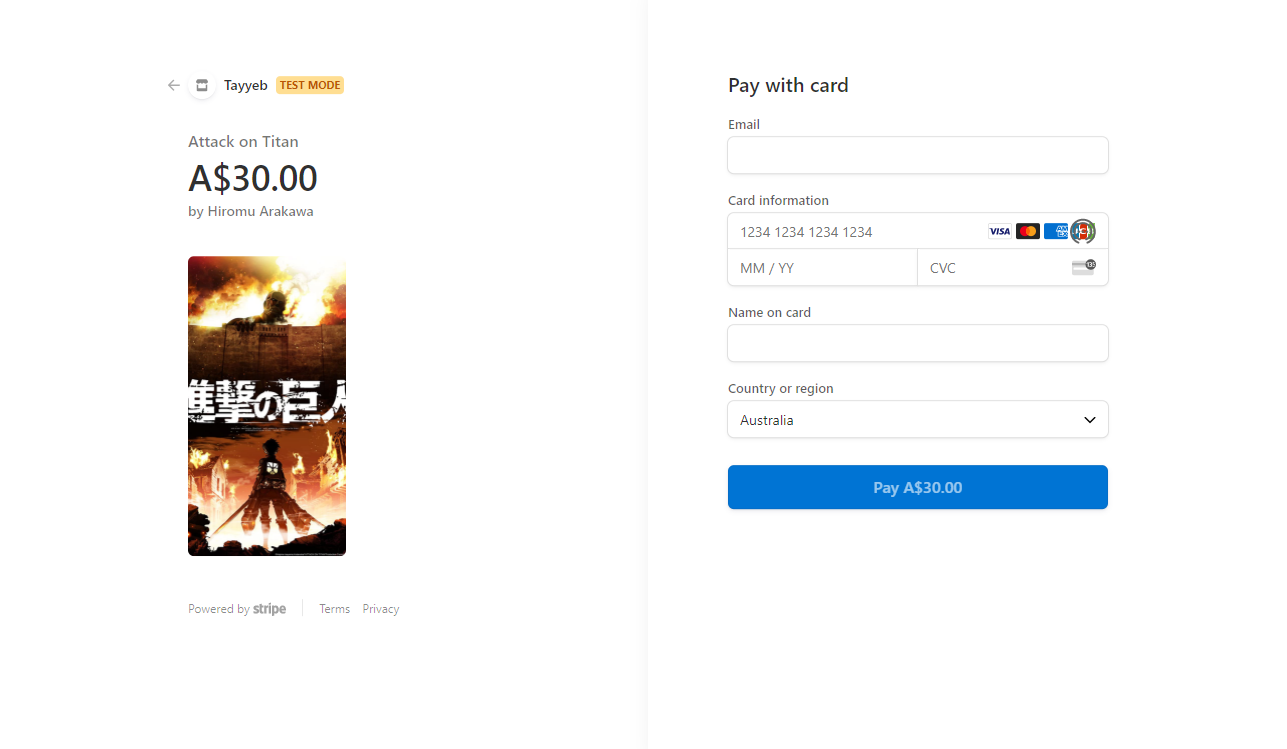 Tayyeb TEST MODE
Attack on Titan
A$30.00
by Hiromu Arakawa
進撃の巨人
Powered by stripe
Terms Privacy
Pay with card
Email
Card information
1234 1234 1234 1234 VISA
MM / YY CVC 135
Name on card
Country or region
Australia
Pay A$30.00